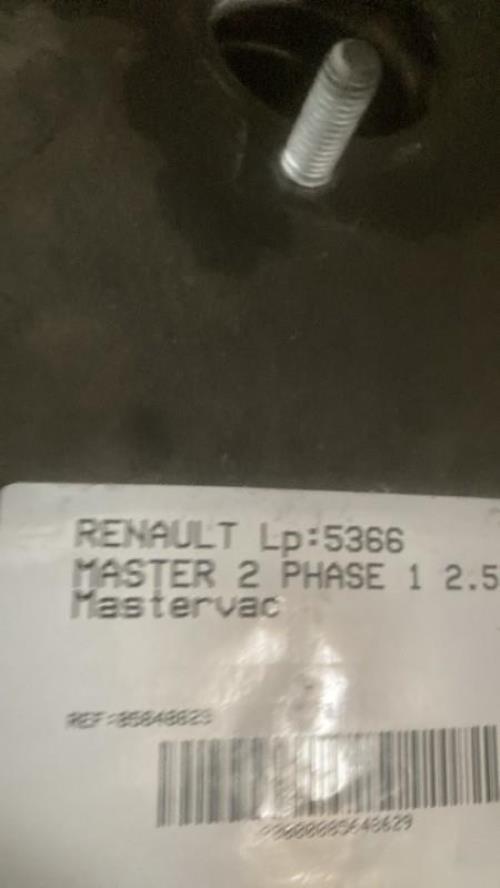 RENAULT Lp:5366
MASTER 2 PHASE 1 2.5
Mastervac